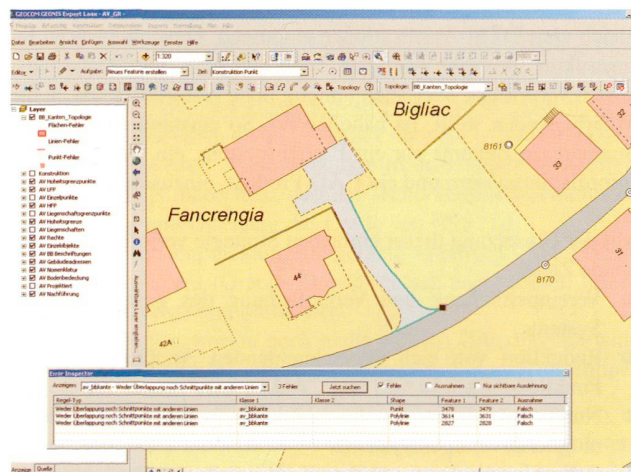 GEOCOM GEONIS Expert Lasn - AV_GR -
Datei Bearbeiten Ansicht Einfügen Auswahl Werkzeuge Fenster Hilfe
1:320
Editor Aufgabe: Neues Feature erstellen Ziel: Konstruktion Punkt
Topology Topologie: BB_Kanten_Topologie
Layer
BB_Kanten_Topologie
Flächen-Fehler
Linien-Fehler
Punkt-Fehler
Konstruktion
AV Hoheitsgrenzpunkte
AV LFP
AV Einzelpunkte
AV HFP
AV Liegenschaftsgrenzpunkte
AV Hoheitsgrenze
AV Liegenschaften
AV Rechte
AV Einzelobjekte
AV BB Beschriftungen
AV Gebäudeadressen
AV Nomenklatur
AV Bodenbedeckung
AV Projektiert
AV Nachführung
Bigliac
Fancrengia
8161
33
32
31
8170
44
42A
Error Inspector
Anzeigen: av_bbkante - Weder Überlappung noch Schnittpunkte mit anderen Linien 3 Fehler Jetzt suchen Fehler Ausnahmen Nur sichtbare Ausdehnung
Regel-Typ Klasse 1 Klasse 2 Shape Feature 1 Feature 2 Ausnahme
Weder Überlappung noch Schnittpunkte mit anderen Linien av_bbkante Punkt 3478 3479 Falsch
Weder Überlappung noch Schnittpunkte mit anderen Linien av_bbkante Polylinie 3614 3631 Falsch
Weder Überlappung noch Schnittpunkte mit anderen Linien av_bbkante Polylinie 2827 2828 Falsch
Anzeige Quelle